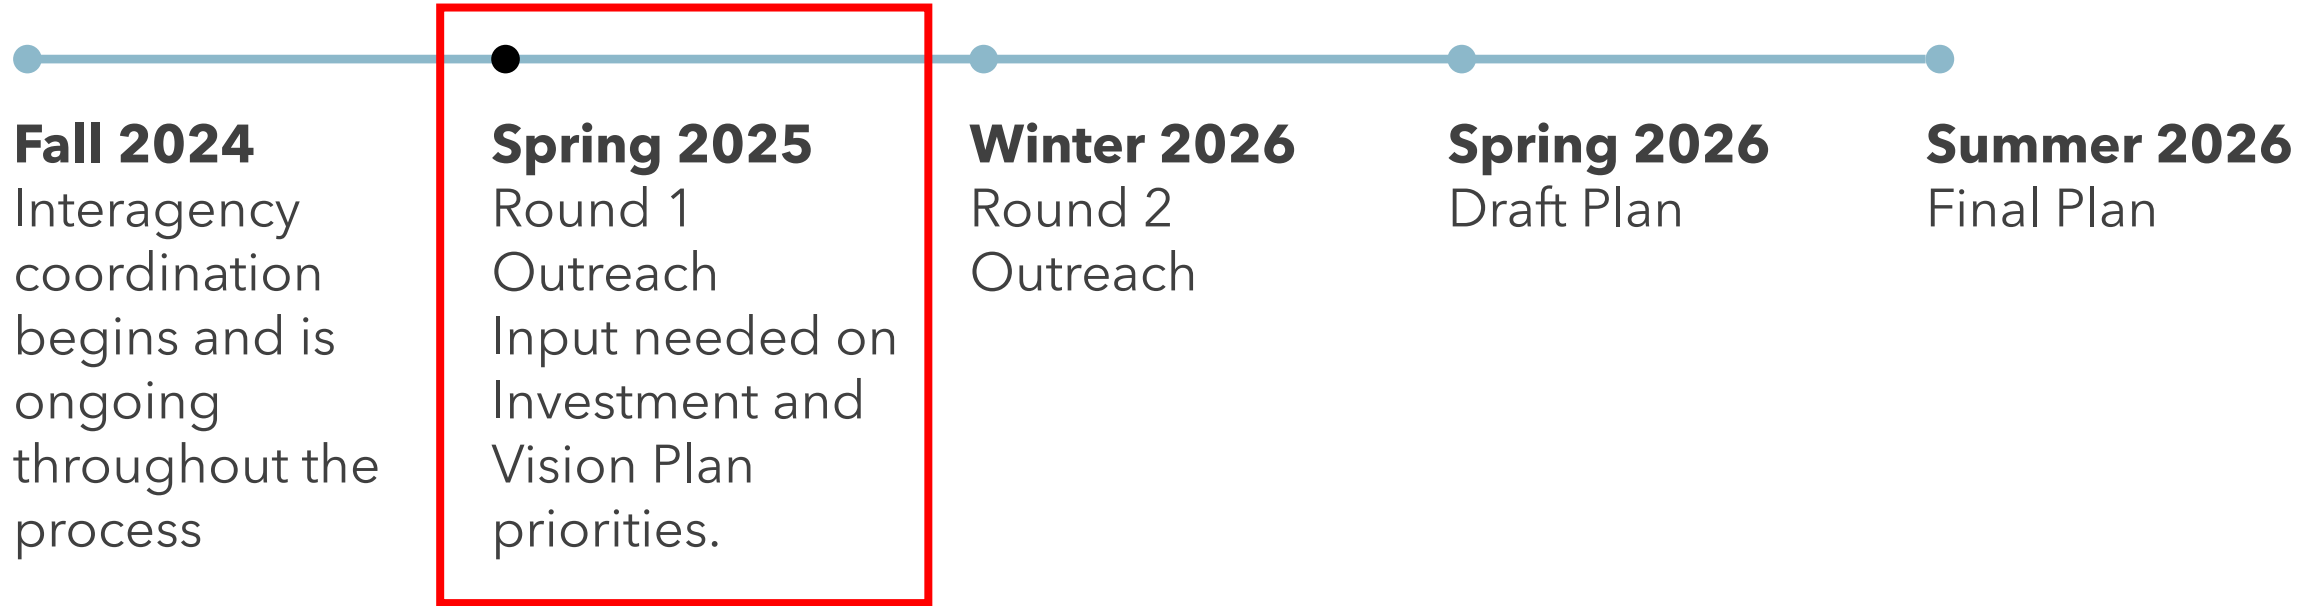 Fall 2024
Interagency
coordination
begins and is
ongoing
throughout the
process
Spring 2025
Round 1
Outreach
Input needed on
Investment and
Vision Plan
priorities.
Winter 2026
Round 2
Outreach
Spring 2026
Draft Plan
Summer 2026
Final Plan